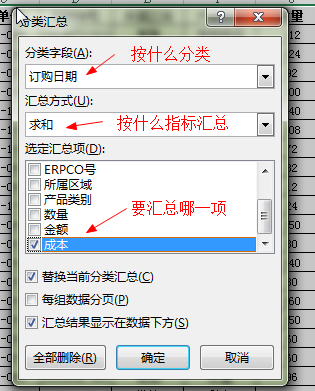 分类汇总
分类字段(A):
按什么分类
订购日期
汇总方式(U):
求和
按什么指标汇总
选定汇总项(D):
ERPCO号
所属区域
产品类别
数量
要汇总哪一项
金额
成本
替换当前分类汇总(C)
每组数据分页(P)
汇总结果显示在数据下方(S)
全部删除(R)
确定
取消